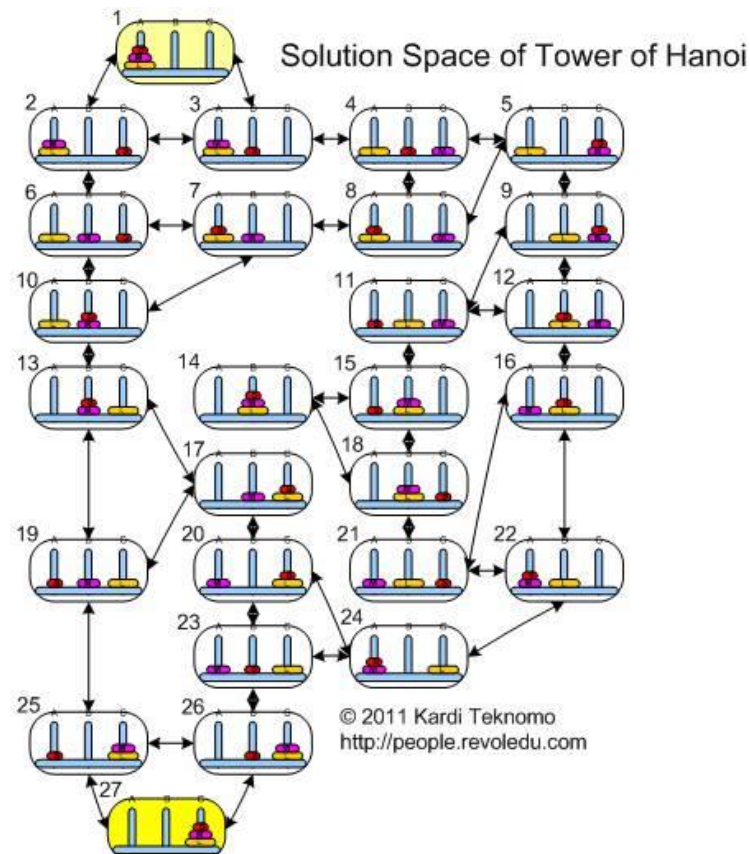 Solution Space of Tower of Hanoi
1
A B C
2
A B C
3
A B C
4
A B C
5
A B C
6
A B C
7
A B C
8
A B C
9
A B C
10
A B C
11
A B C
12
A B C
13
A B C
14
A B C
15
A B C
16
A B C
17
A B C
18
A B C
19
A B C
20
A B C
21
A B C
22
A B C
23
A B C
24
A B C
25
A B C
26
A B C
© 2011 Kardi Teknomo
http://people.revoledu.com
27
A B C